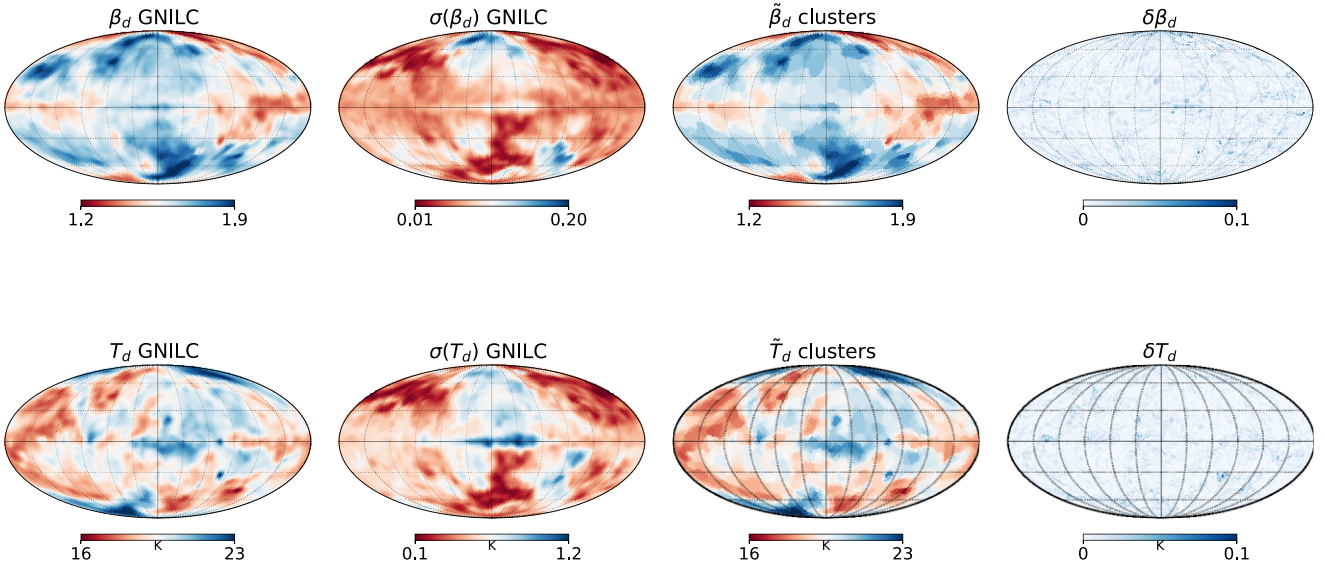 β_d GNILC
σ(β_d) GNILC
β̃_d clusters
δβ_d
1.2 1.9
0.01 0.20
1.2 1.9
0 0.1
T_d GNILC
σ(T_d) GNILC
T̃_d clusters
δT_d
16 K 23
0.1 K 1.2
16 K 23
0 K 0.1